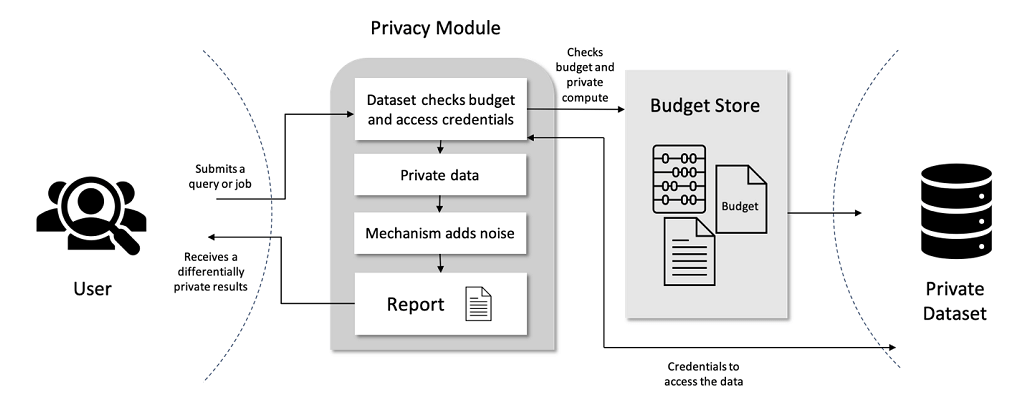 Privacy Module
Checks
budget and
private
compute
Dataset checks budget
and access credentials
Budget Store
Private data
Submits a
query or job
Mechanism adds noise
Budget
Receives a
differentially
private results
Report
User
Private
Dataset
Credentials to
access the data